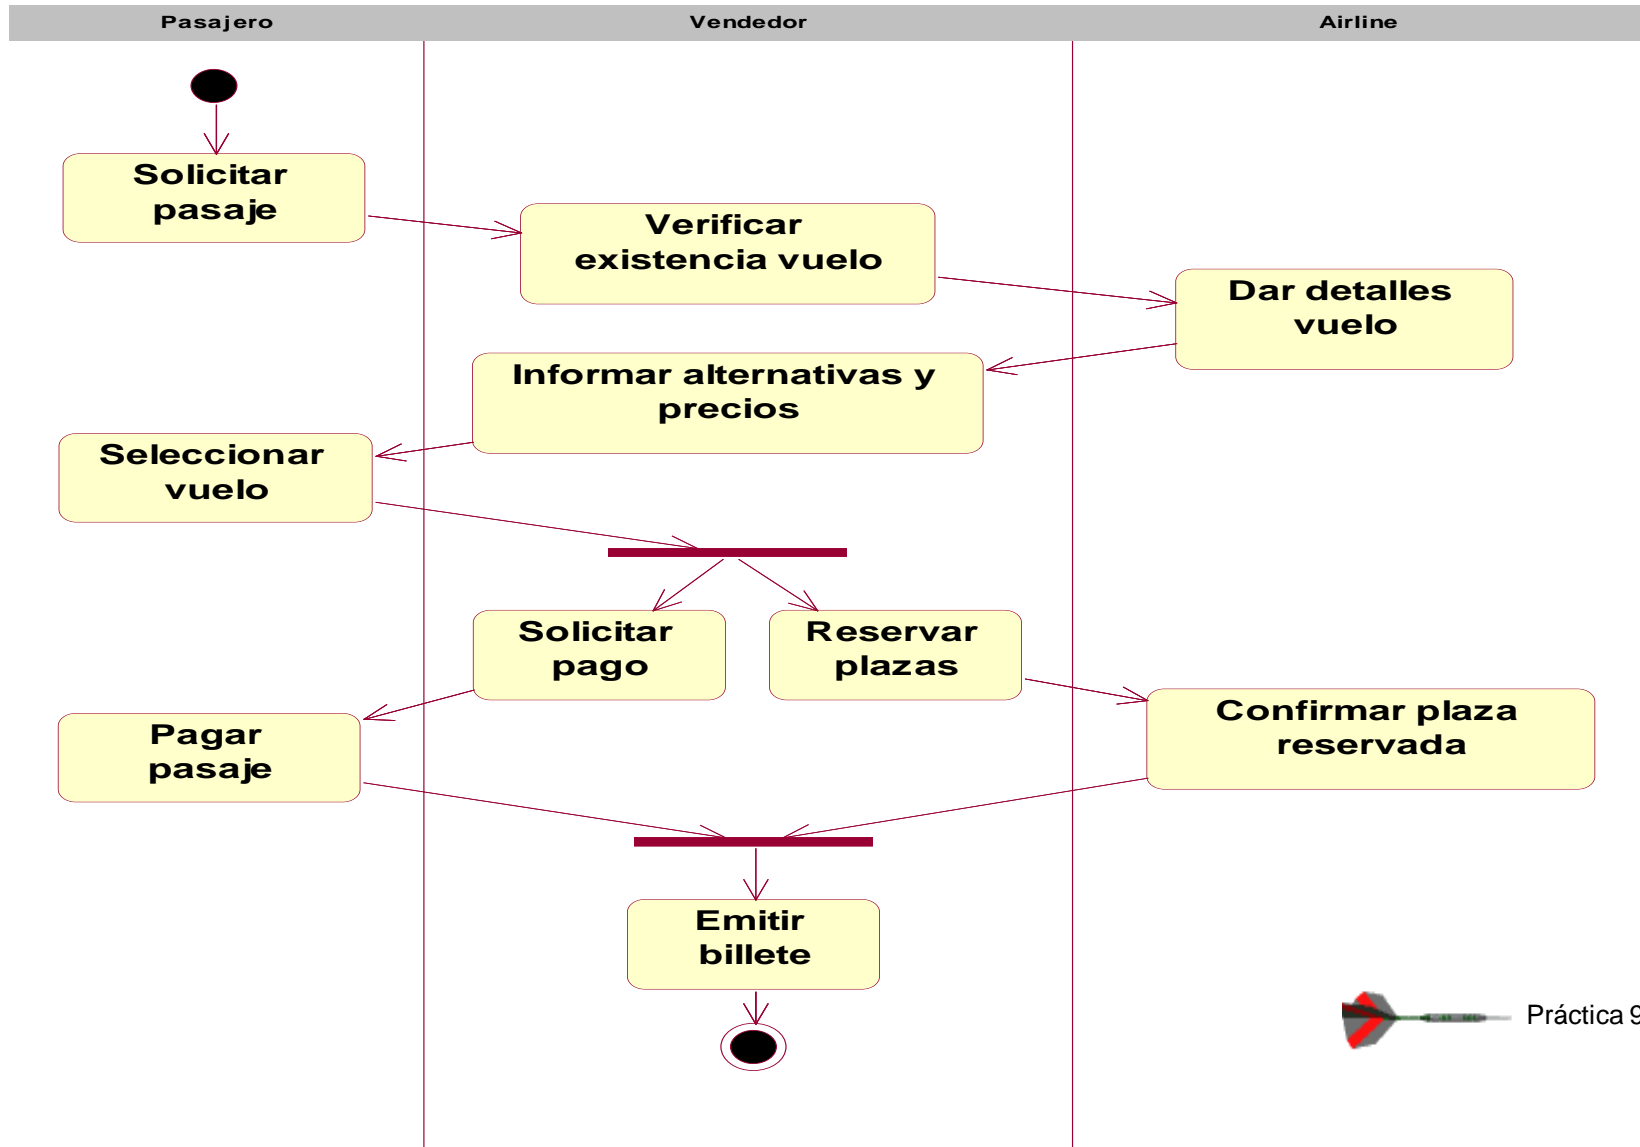 Pasajero
Vendedor
Airline
Solicitar
pasaje
Verificar
existencia vuelo
Dar detalles
vuelo
Informar alternativas y
precios
Seleccionar
vuelo
Solicitar
pago
Reservar
plazas
Pagar
pasaje
Confirmar plaza
reservada
Emitir
billete
Práctica 9